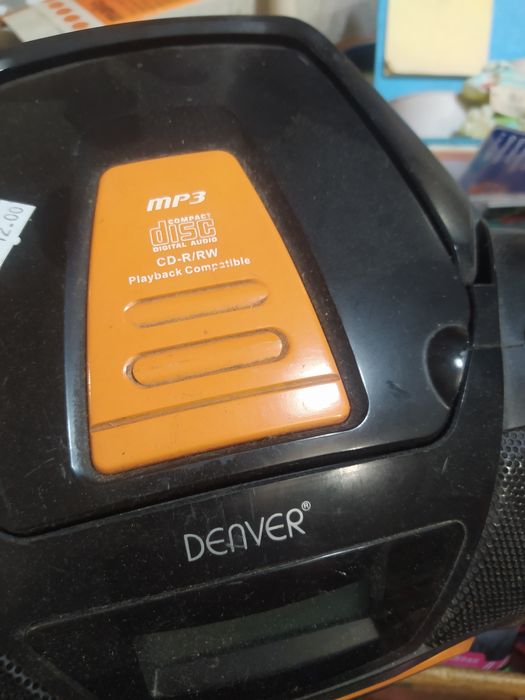 MP3
COMPACT
disc
DIGITAL AUDIO
CD-R/RW
Playback Compatible
DENVER®